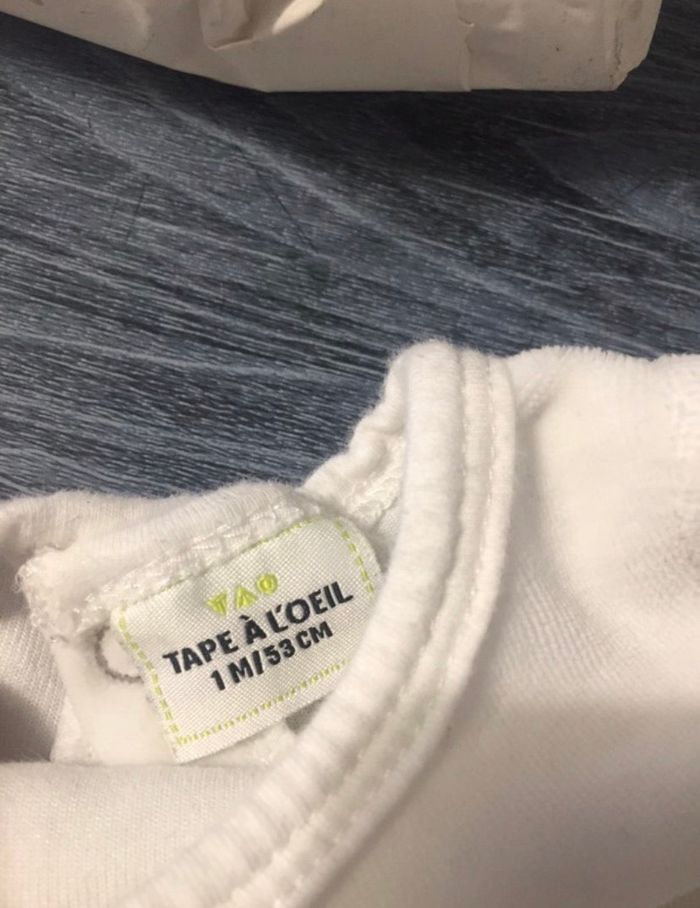 TAO
TAPE À L'OEIL
1 M/53 CM